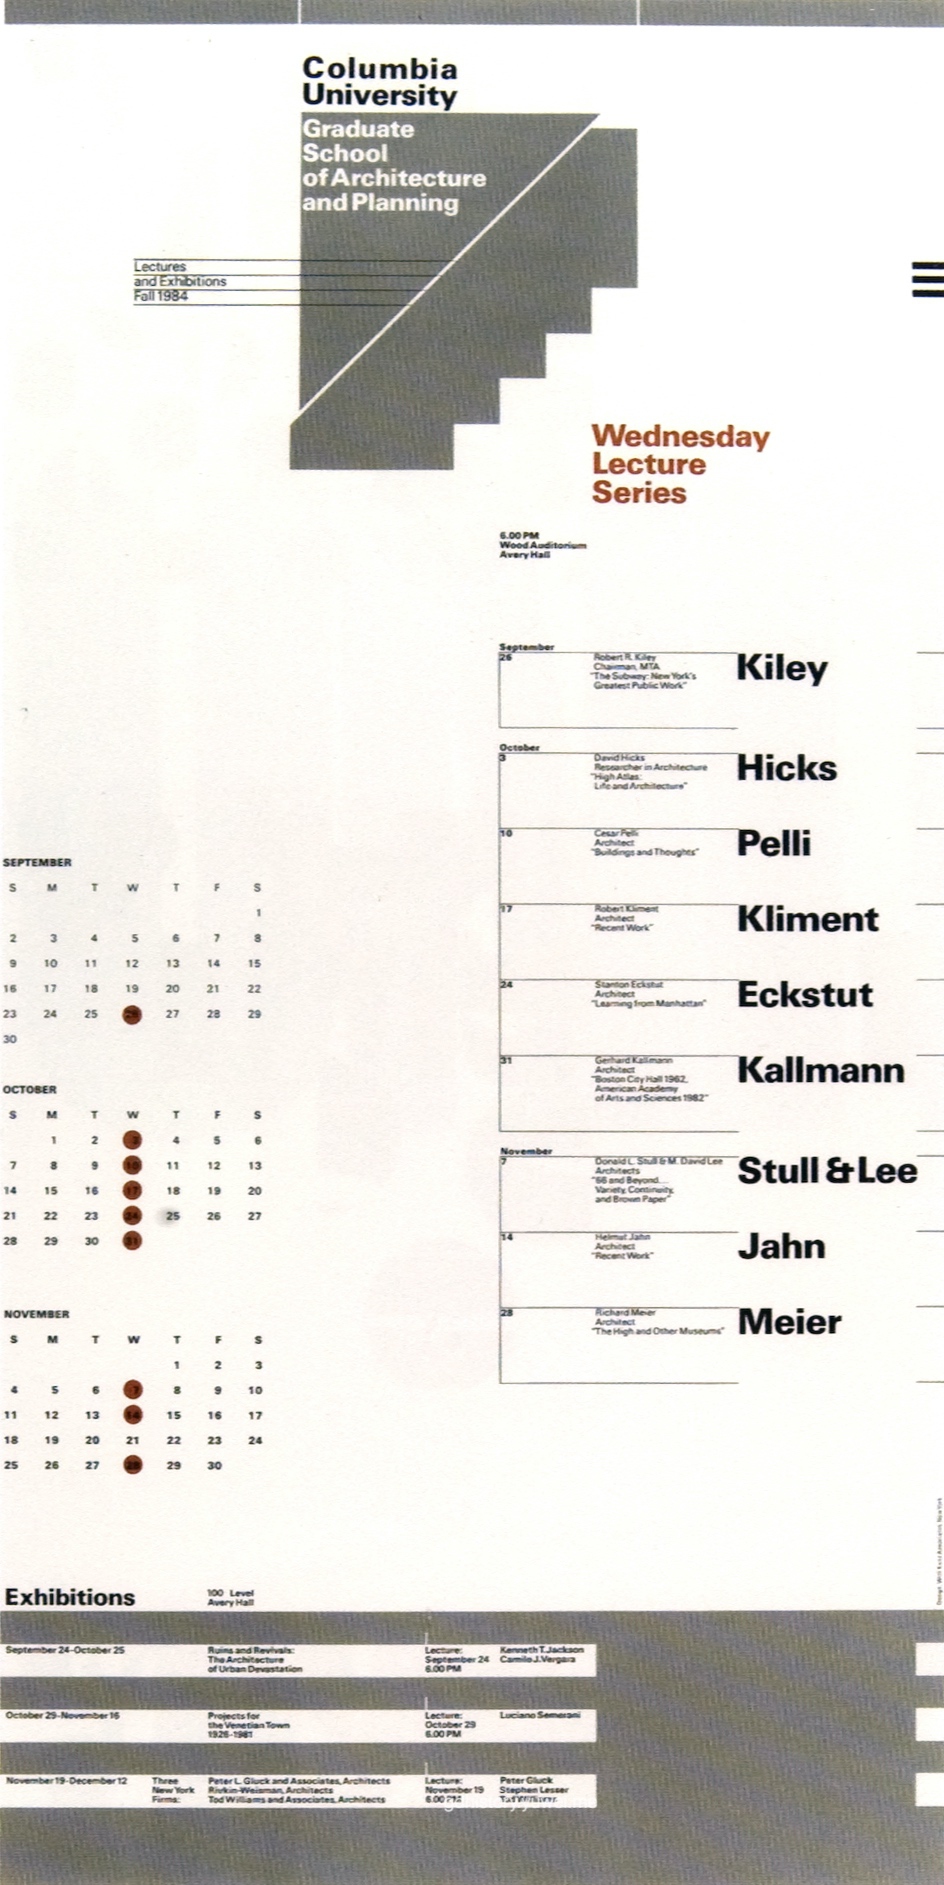 Columbia
University
Graduate
School
of Architecture
and Planning
Lectures
and Exhibitions
Fall 1984
Wednesday
Lecture
Series
6.00 PM
Wood Auditorium
Avery Hall
September
26
Robert R. Kiley
Chairman, MTA
"The Subway: New York's
Greatest Public Work"
Kiley
October
3
David Hicks
Researcher in Architecture
"High Atlas:
Life and Architecture"
Hicks
10
Cesar Pelli
Architect
"Buildings and Thoughts"
Pelli
17
Robert Kliment
Architect
"Recent Work"
Kliment
24
Stanton Eckstut
Architect
"Learning from Manhattan"
Eckstut
31
Gerhard Kallmann
Architect
"Boston City Hall 1962,
American Academy
of Arts and Sciences 1982"
Kallmann
November
7
Donald L. Stull & M. David Lee
Architects
"'66 and Beyond...
Variety, Continuity,
and Brown Paper"
Stull & Lee
14
Helmut Jahn
Architect
"Recent Work"
Jahn
28
Richard Meier
Architect
"The High and Other Museums"
Meier
SEPTEMBER
S M T W T F S
1
2 3 4 5 6 7 8
9 10 11 12 13 14 15
16 17 18 19 20 21 22
23 24 25 26 27 28 29
30
OCTOBER
S M T W T F S
1 2 3 4 5 6
7 8 9 10 11 12 13
14 15 16 17 18 19 20
21 22 23 24 25 26 27
28 29 30 31
NOVEMBER
S M T W T F S
1 2 3
4 5 6 7 8 9 10
11 12 13 14 15 16 17
18 19 20 21 22 23 24
25 26 27 28 29 30
Exhibitions
100 Level
Avery Hall
September 24-October 25
Ruins and Revivals:
The Architecture
of Urban Devastation
Lecture:
September 24
6.00 PM
Kenneth T. Jackson
Camilo J. Vergara
October 29-November 16
Projects for
the Venetian Town
1926-1981
Lecture:
October 29
6.00 PM
Luciano Semerani
November 19-December 12
Three
New York
Firms:
Peter L. Gluck and Associates, Architects
Rivkin-Weisman, Architects
Tod Williams and Associates, Architects
Lecture:
November 19
6.00
Peter Gluck
Stephen Lesser